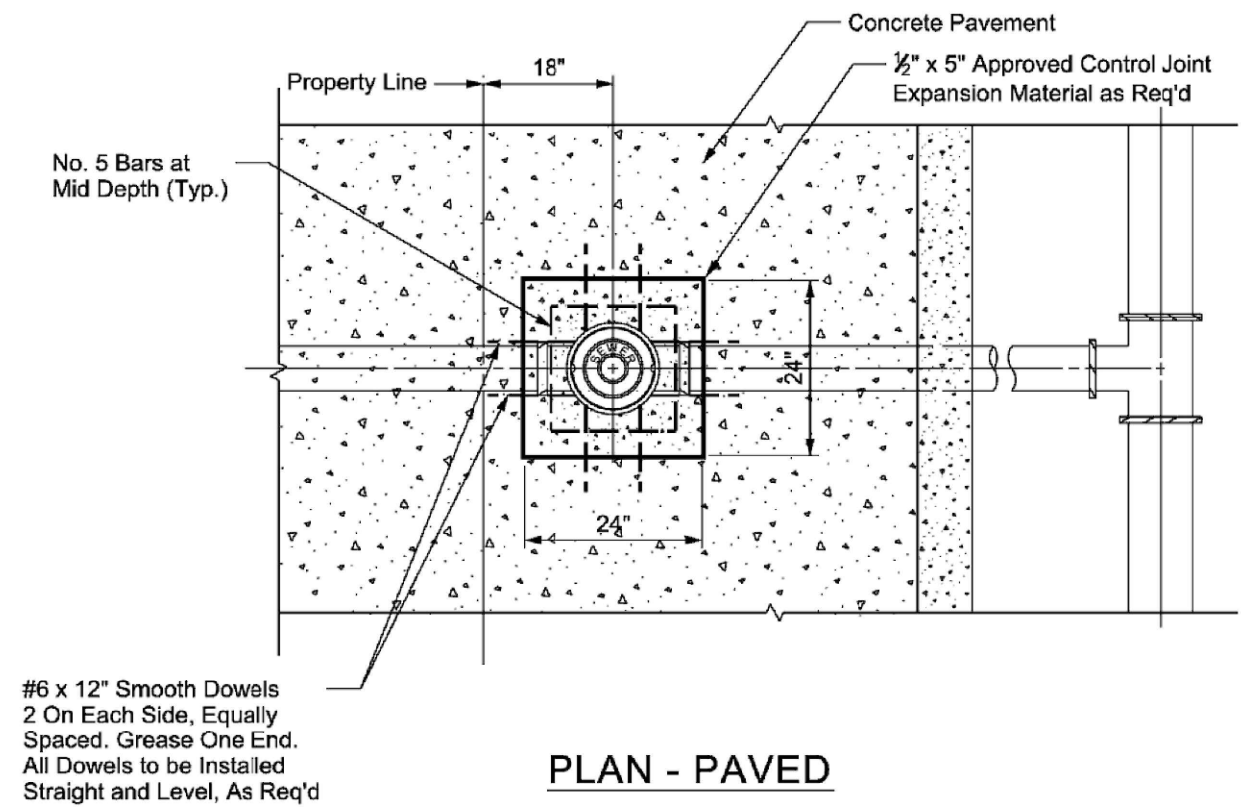 Concrete Pavement
18"
½" x 5" Approved Control Joint
Expansion Material as Req'd
Property Line
No. 5 Bars at
Mid Depth (Typ.)
SEWER
24"
24"
#6 x 12" Smooth Dowels
2 On Each Side, Equally
Spaced. Grease One End.
All Dowels to be Installed
Straight and Level, As Req'd
PLAN - PAVED